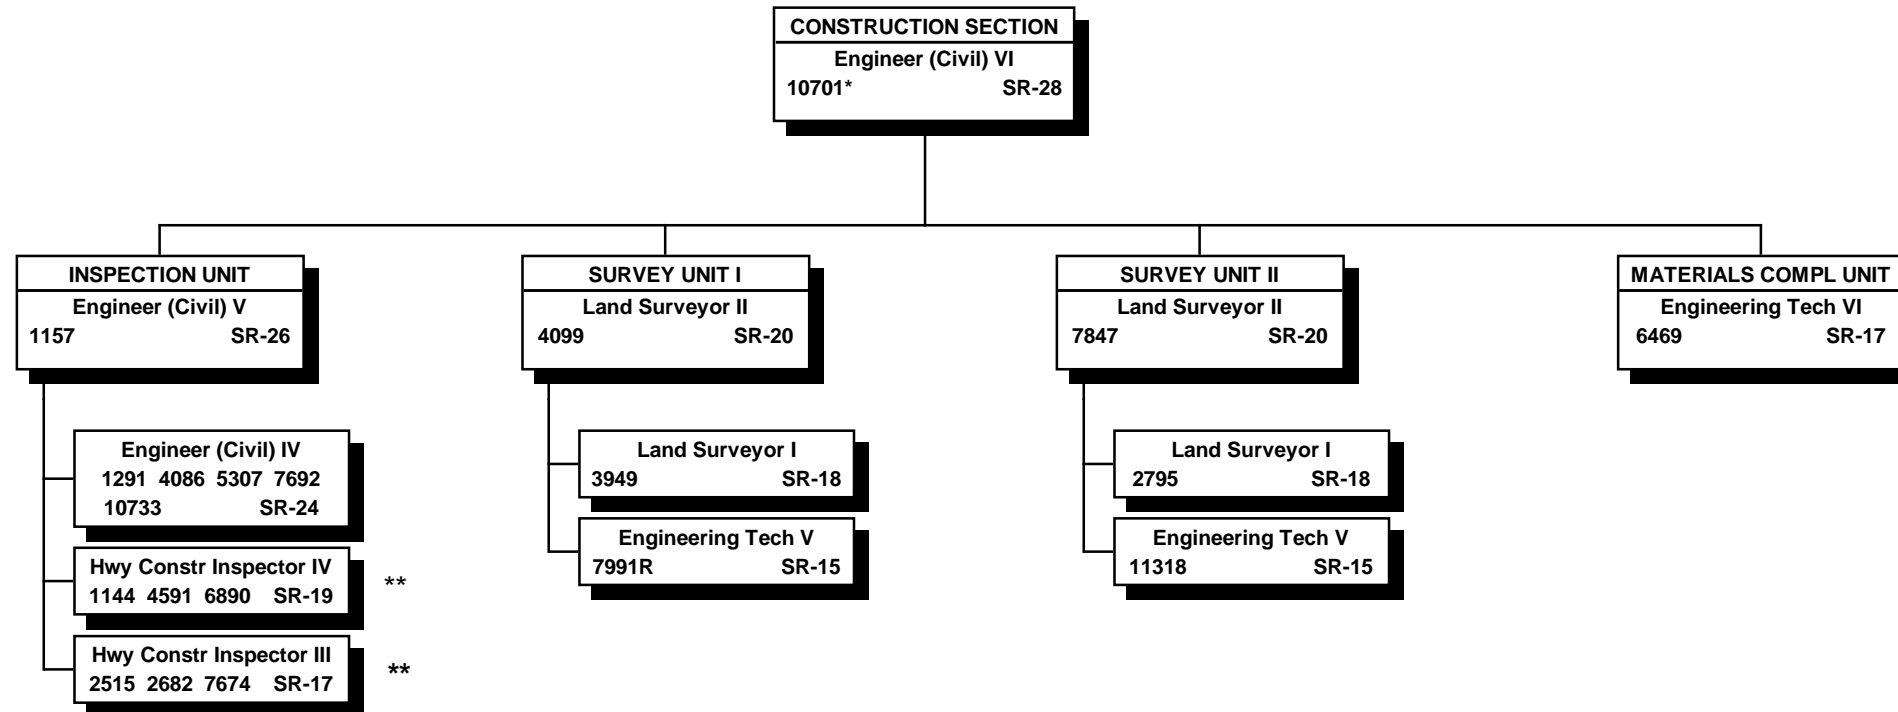 CONSTRUCTION SECTION
Engineer (Civil) VI
10701* SR-28
INSPECTION UNIT
Engineer (Civil) V
1157 SR-26
Engineer (Civil) IV
1291 4086 5307 7692
10733 SR-24
Hwy Constr Inspector IV
1144 4591 6890 SR-19 **
Hwy Constr Inspector III
2515 2682 7674 SR-17 **
SURVEY UNIT I
Land Surveyor II
4099 SR-20
Land Surveyor I
3949 SR-18
Engineering Tech V
7991R SR-15
SURVEY UNIT II
Land Surveyor II
7847 SR-20
Land Surveyor I
2795 SR-18
Engineering Tech V
11318 SR-15
MATERIALS COMPL UNIT
Engineering Tech VI
6469 SR-17